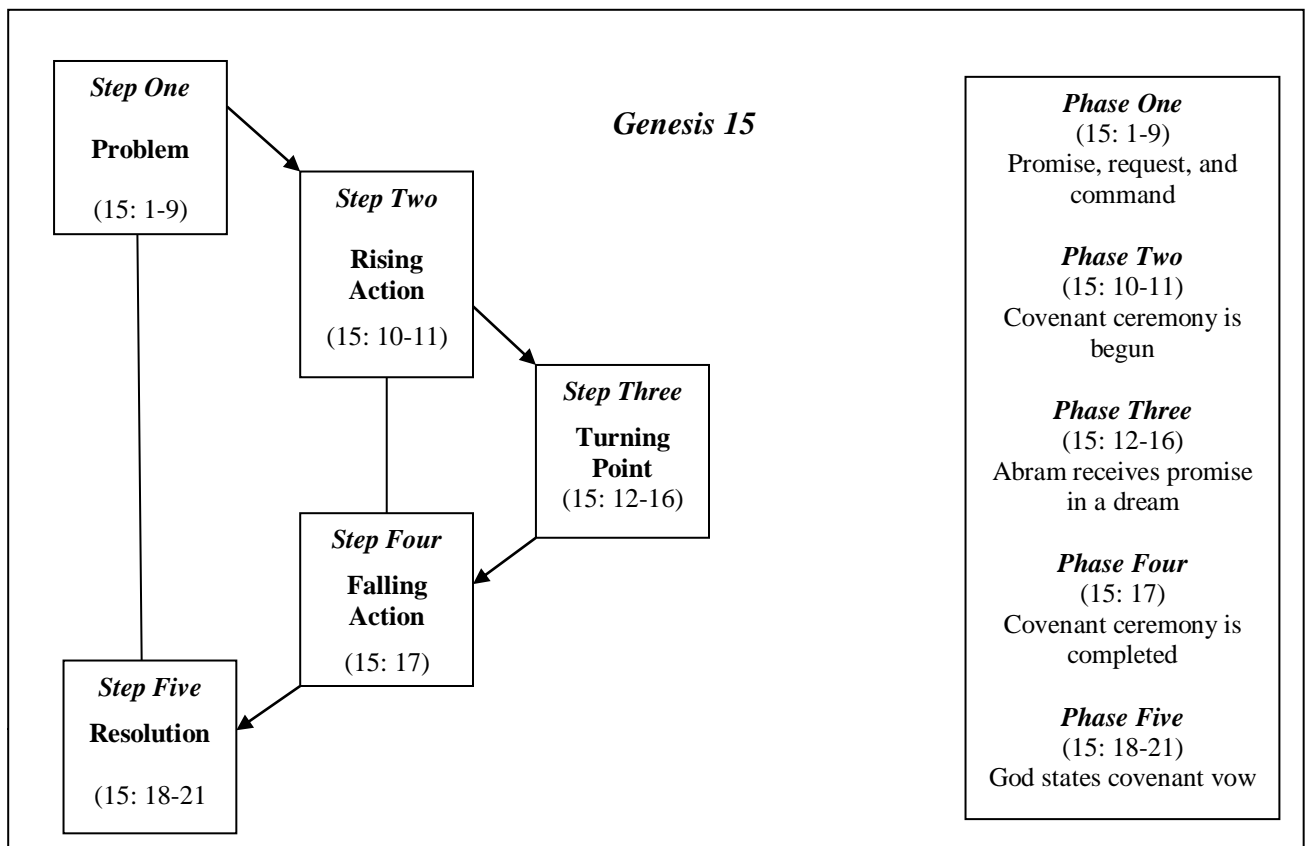 Genesis 15
Step One
Problem
(15: 1-9)
Step Two
Rising
Action
(15: 10-11)
Step Three
Turning
Point
(15: 12-16)
Step Four
Falling
Action
(15: 17)
Step Five
Resolution
(15: 18-21
Phase One
(15: 1-9)
Promise, request, and
command
Phase Two
(15: 10-11)
Covenant ceremony is
begun
Phase Three
(15: 12-16)
Abram receives promise
in a dream
Phase Four
(15: 17)
Covenant ceremony is
completed
Phase Five
(15: 18-21)
God states covenant vow